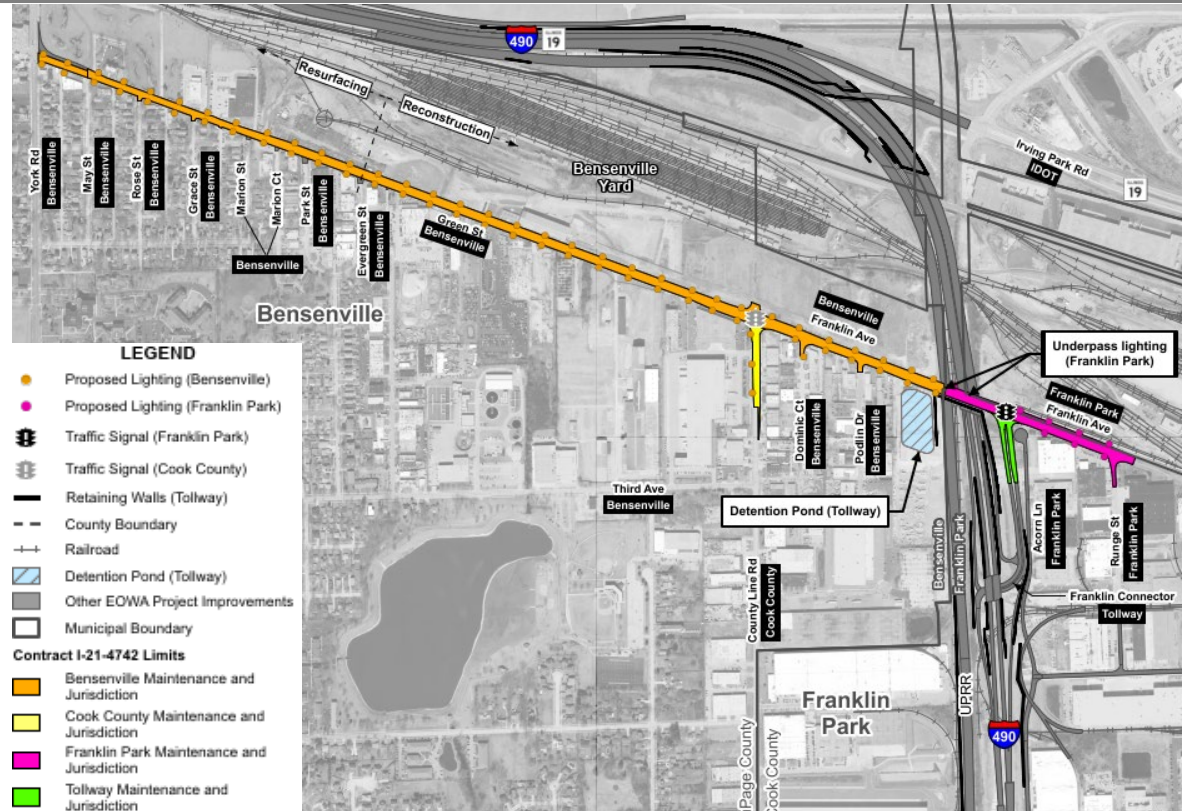 490
ILLINOIS
19
Resurfacing
Reconstruction
Bensenville
Yard
Irving Park Rd
IDOT
ILLINOIS
19
York Rd
Bensenville
May St
Bensenville
Rose St
Bensenville
Grace St
Bensenville
Marion St
Marion Ct
Bensenville
Park St
Bensenville
Evergreen St
Bensenville
Green St
Bensenville
Bensenville
Bensenville
Franklin Ave
Underpass lighting
(Franklin Park)
Franklin Park
Franklin Ave
Dominic Ct
Bensenville
Podlin Dr
Bensenville
Third Ave
Bensenville
Detention Pond (Tollway)
Bensenville
Franklin Park
Acorn Ln
Franklin Park
Runge St
Franklin Park
County Line Rd
Cook County
Franklin Connector
Tollway
Franklin
Park
UPRR
490
Page County
Cook County
LEGEND
Proposed Lighting (Bensenville)
Proposed Lighting (Franklin Park)
Traffic Signal (Franklin Park)
Traffic Signal (Cook County)
Retaining Walls (Tollway)
County Boundary
Railroad
Detention Pond (Tollway)
Other EOWA Project Improvements
Municipal Boundary
Contract I-21-4742 Limits
Bensenville Maintenance and
Jurisdiction
Cook County Maintenance and
Jurisdiction
Franklin Park Maintenance and
Jurisdiction
Tollway Maintenance and
Jurisdiction